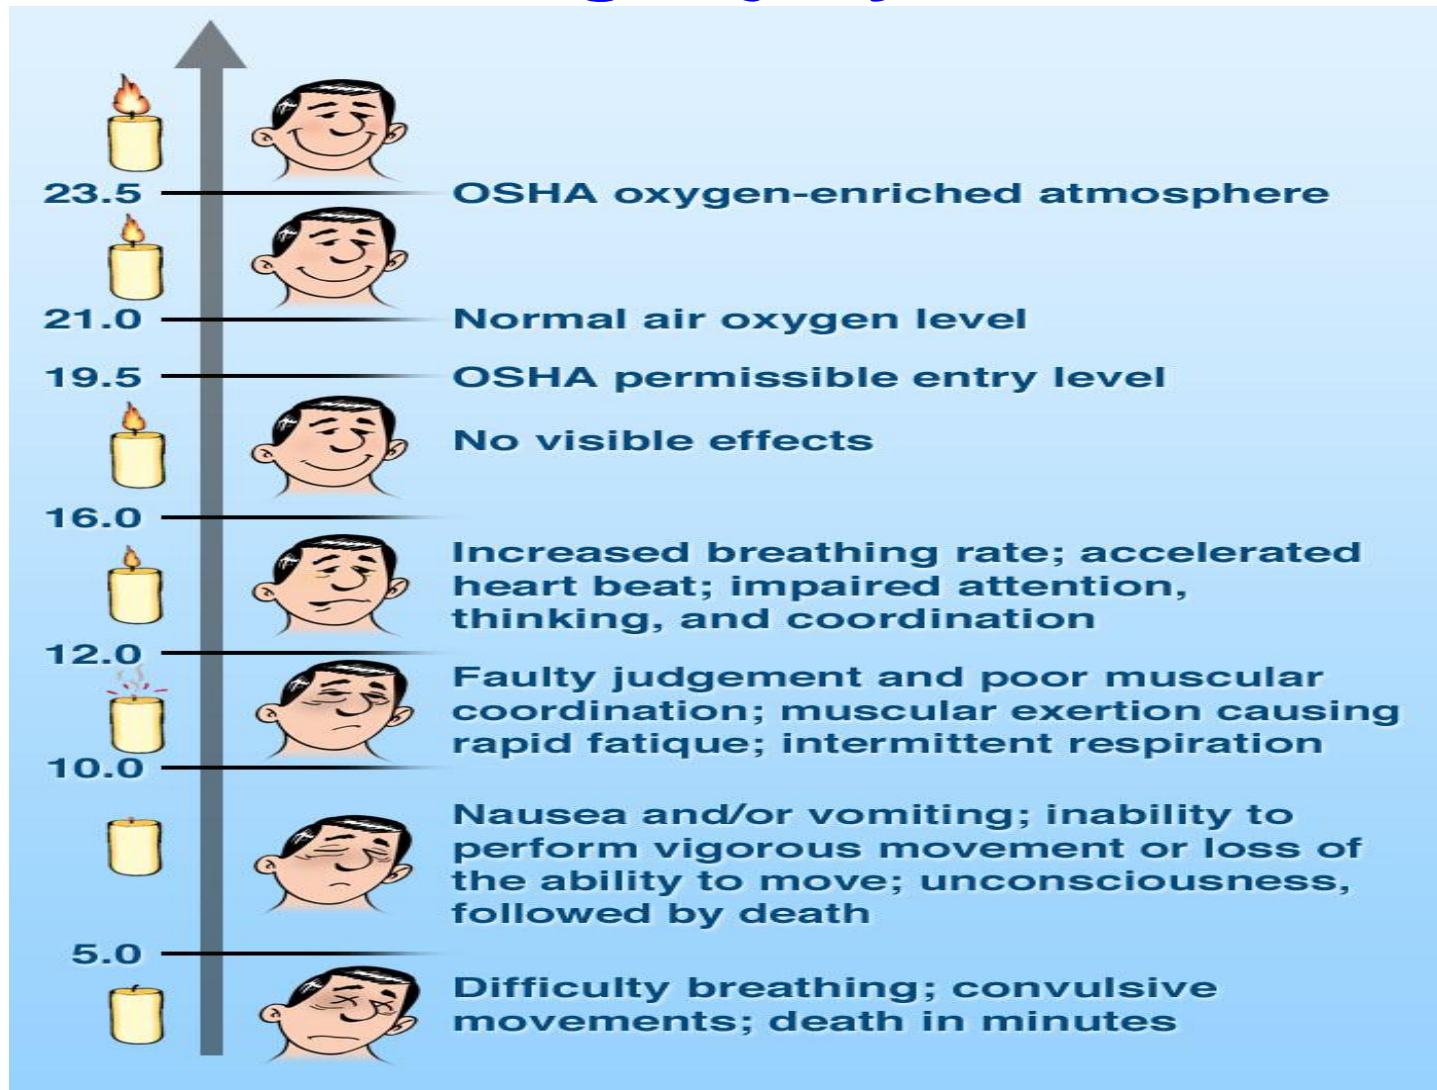 23.5 OSHA oxygen-enriched atmosphere
21.0 Normal air oxygen level
19.5 OSHA permissible entry level
No visible effects
16.0
Increased breathing rate; accelerated
heart beat; impaired attention,
thinking, and coordination
12.0
Faulty judgement and poor muscular
coordination; muscular exertion causing
rapid fatique; intermittent respiration
10.0
Nausea and/or vomiting; inability to
perform vigorous movement or loss of
the ability to move; unconsciousness,
followed by death
5.0
Difficulty breathing; convulsive
movements; death in minutes